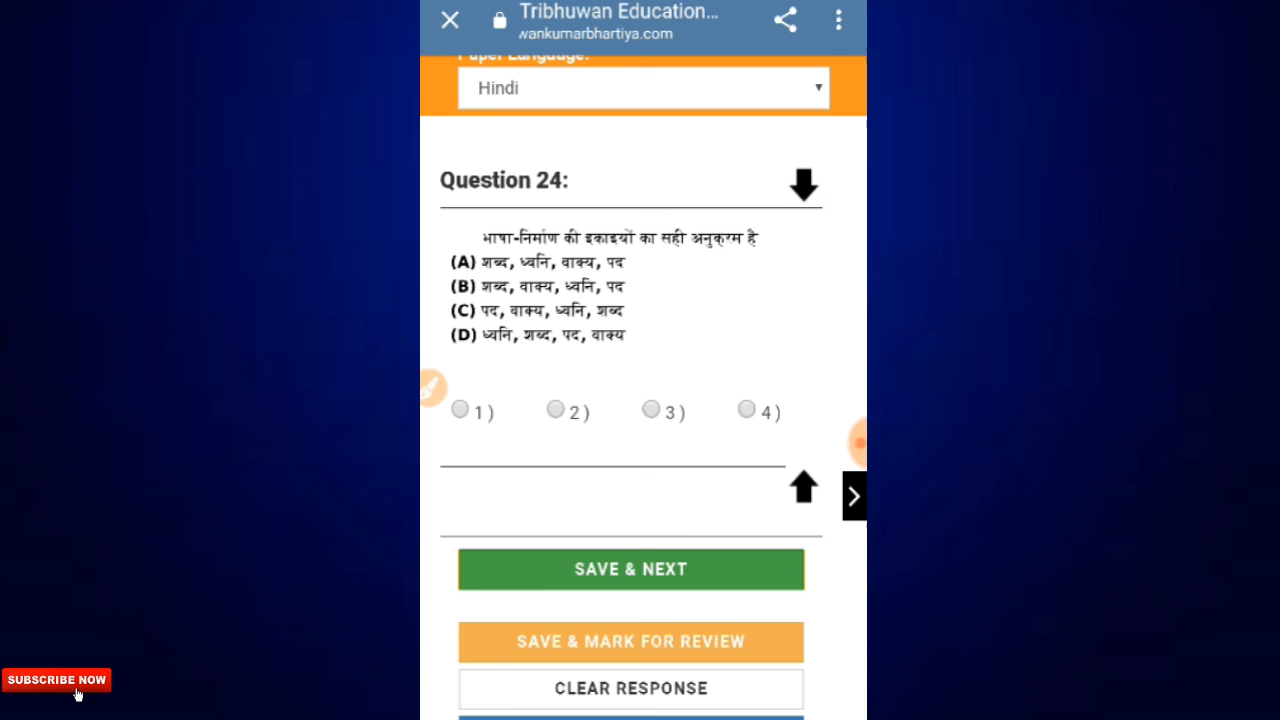 Tribhuwan Education...
wankumarbhartiya.com
Paper Language:
Hindi
Question 24:
भाषा-निर्माण की इकाइयों का सही अनुक्रम है
(A) शब्द, ध्वनि, वाक्य, पद
(B) शब्द, वाक्य, ध्वनि, पद
(C) पद, वाक्य, ध्वनि, शब्द
(D) ध्वनि, शब्द, पद, वाक्य
1 ) 2 ) 3 ) 4 )
SAVE & NEXT
SAVE & MARK FOR REVIEW
CLEAR RESPONSE
SUBSCRIBE NOW